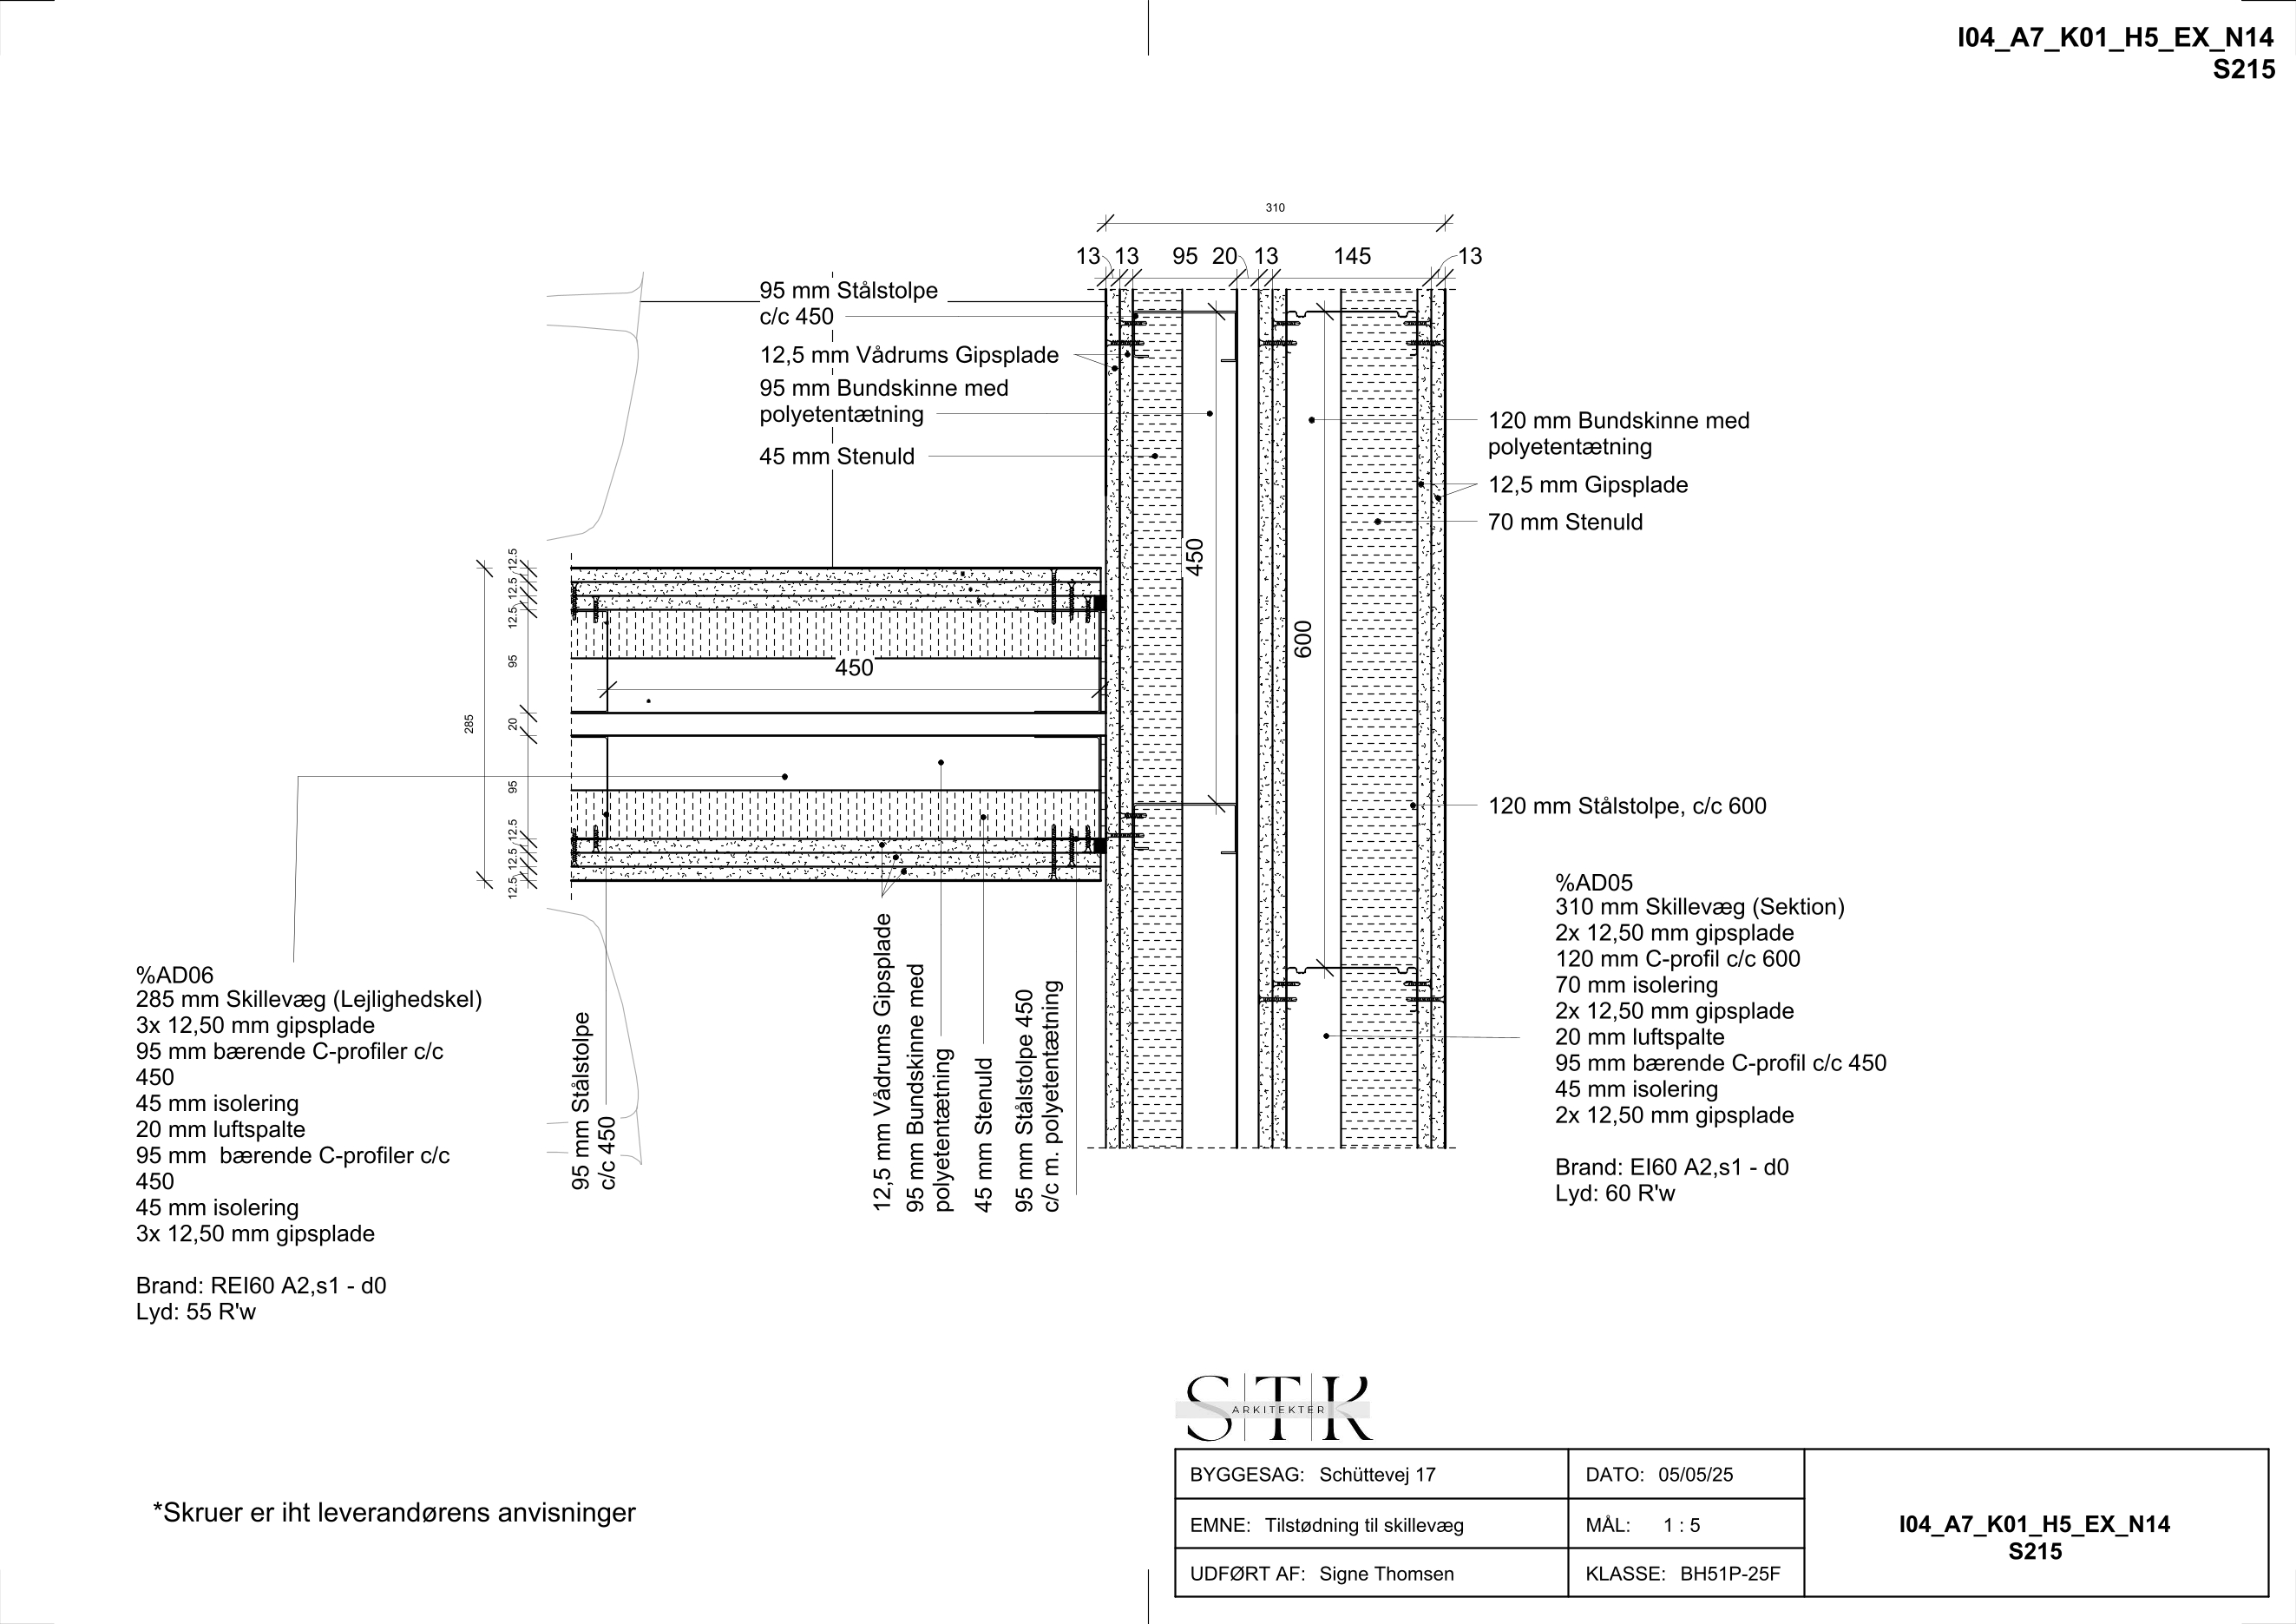 I04_A7_K01_H5_EX_N14
S215
310
13 13 95 20 13 145 13
95 mm Stålstolpe
c/c 450
12,5 mm Vådrums Gipsplade
95 mm Bundskinne med
polyetentætning
45 mm Stenuld
120 mm Bundskinne med
polyetentætning
12,5 mm Gipsplade
70 mm Stenuld
450
600
450
285
12.5
12.5
12.5
95
20
95
12.5
12.5
12.5
120 mm Stålstolpe, c/c 600
%AD05
310 mm Skillevæg (Sektion)
2x 12,50 mm gipsplade
120 mm C-profil c/c 600
70 mm isolering
2x 12,50 mm gipsplade
20 mm luftspalte
95 mm bærende C-profil c/c 450
45 mm isolering
2x 12,50 mm gipsplade
Brand: EI60 A2,s1 - d0
Lyd: 60 R'w
%AD06
285 mm Skillevæg (Lejlighedskel)
3x 12,50 mm gipsplade
95 mm bærende C-profiler c/c
450
45 mm isolering
20 mm luftspalte
95 mm  bærende C-profiler c/c
450
45 mm isolering
3x 12,50 mm gipsplade
Brand: REI60 A2,s1 - d0
Lyd: 55 R'w
95 mm Stålstolpe
c/c 450
12,5 mm Vådrums Gipsplade
95 mm Bundskinne med
polyetentætning
45 mm Stenuld
95 mm Stålstolpe 450
c/c m. polyetentætning
*Skruer er iht leverandørens anvisninger
STK
ARKITEKTER
BYGGESAG: Schüttevej 17
DATO: 05/05/25
EMNE: Tilstødning til skillevæg
MÅL: 1 : 5
UDFØRT AF: Signe Thomsen
KLASSE: BH51P-25F
I04_A7_K01_H5_EX_N14
S215